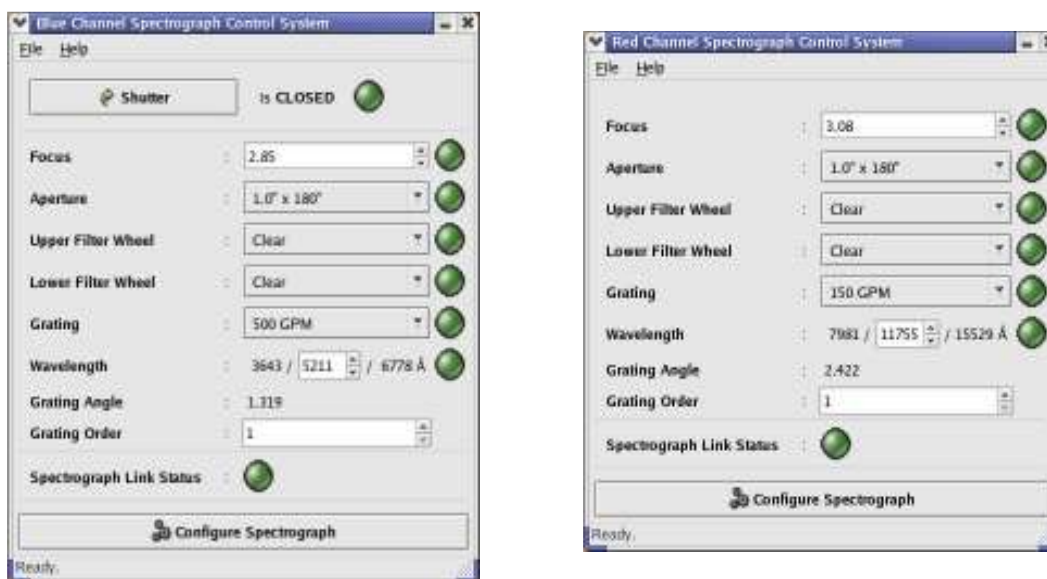 Blue Channel Spectrograph Control System
File Help
Shutter Is CLOSED
Focus : 2.85
Aperture : 1.0" x 180"
Upper Filter Wheel : Clear
Lower Filter Wheel : Clear
Grating : 500 GPM
Wavelength : 3643 / 5211 / 6778 Å
Grating Angle : 1.319
Grating Order : 1
Spectrograph Link Status :
Configure Spectrograph
Ready.
Red Channel Spectrograph Control System
File Help
Focus : 3.08
Aperture : 1.0" x 180"
Upper Filter Wheel : Clear
Lower Filter Wheel : Clear
Grating : 150 GPM
Wavelength : 7981 / 11755 / 15529 Å
Grating Angle : 2.422
Grating Order : 1
Spectrograph Link Status :
Configure Spectrograph
Ready.